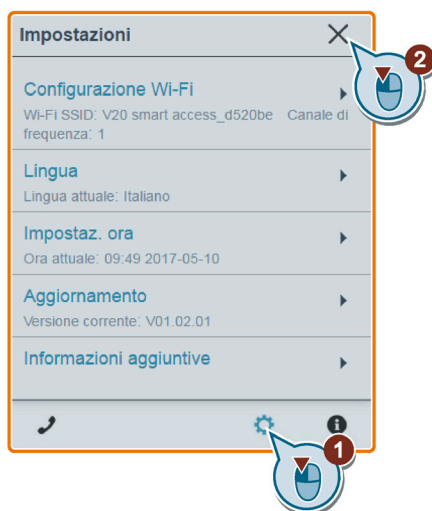 Impostazioni
2
Configurazione Wi-Fi
Wi-Fi SSID: V20 smart access_d520be Canale di
frequenza: 1
Lingua
Lingua attuale: Italiano
Impostaz. ora
Ora attuale: 09:49 2017-05-10
Aggiornamento
Versione corrente: V01.02.01
Informazioni aggiuntive
1